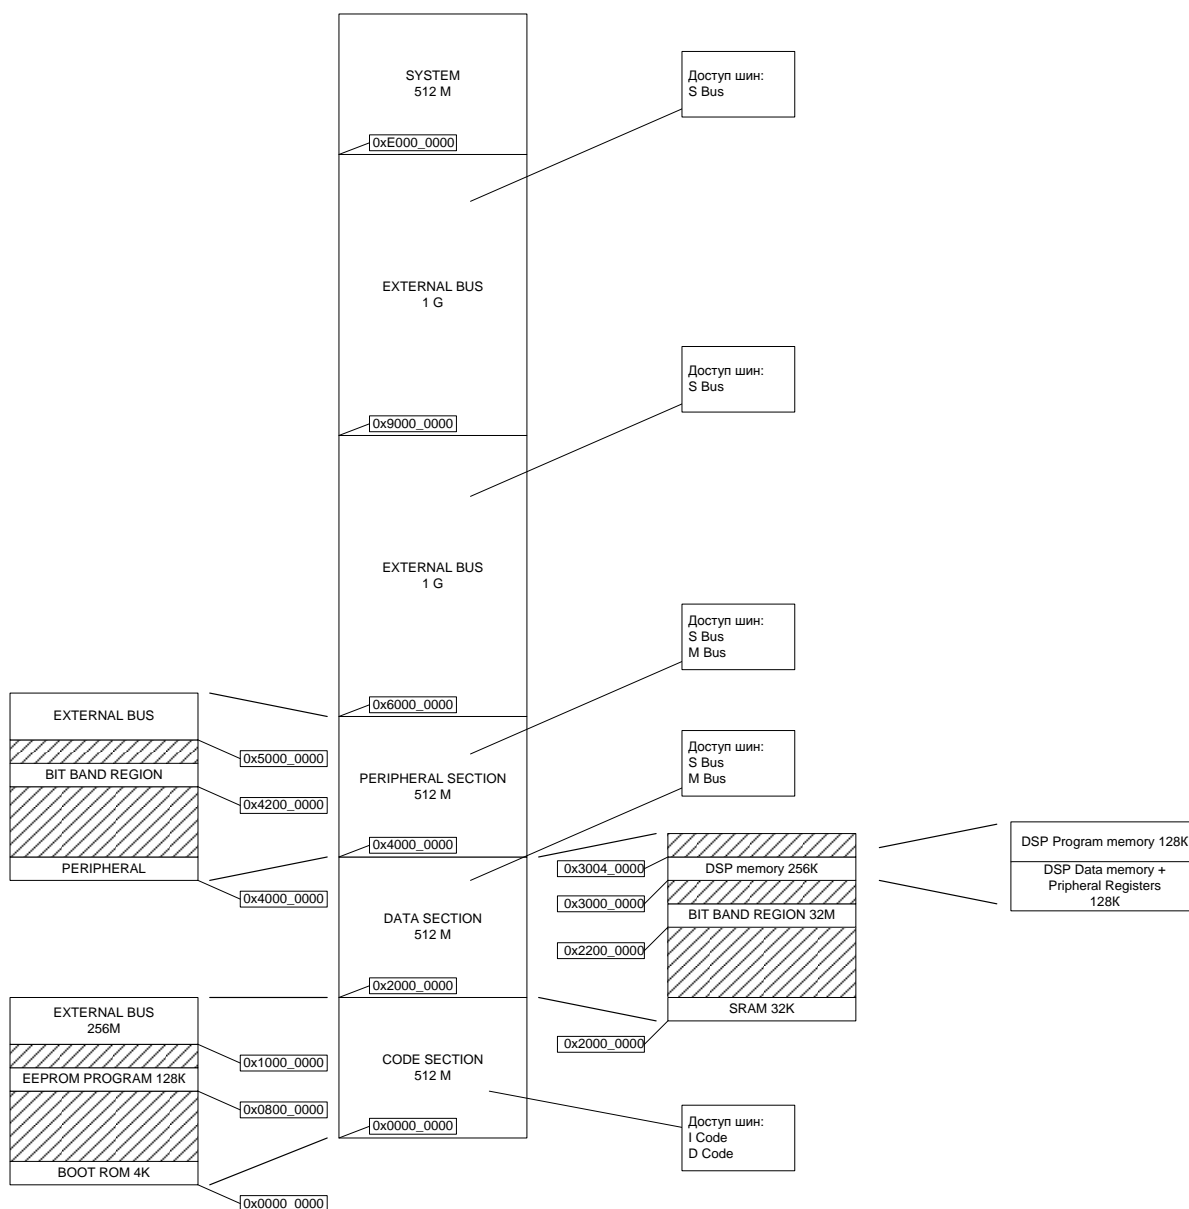 SYSTEM
512 M
0xE000_0000
Доступ шин:
S Bus
EXTERNAL BUS
1 G
0x9000_0000
Доступ шин:
S Bus
EXTERNAL BUS
1 G
0x6000_0000
Доступ шин:
S Bus
M Bus
EXTERNAL BUS
0x5000_0000
BIT BAND REGION
0x4200_0000
PERIPHERAL
0x4000_0000
PERIPHERAL SECTION
512 M
0x4000_0000
Доступ шин:
S Bus
M Bus
DATA SECTION
512 M
0x2000_0000
0x3004_0000
DSP memory 256K
0x3000_0000
BIT BAND REGION 32M
0x2200_0000
SRAM 32K
0x2000_0000
DSP Program memory 128K
DSP Data memory +
Pripheral Registers
128K
EXTERNAL BUS
256M
0x1000_0000
EEPROM PROGRAM 128K
0x0800_0000
BOOT ROM 4K
0x0000_0000
CODE SECTION
512 M
0x0000_0000
Доступ шин:
I Code
D Code